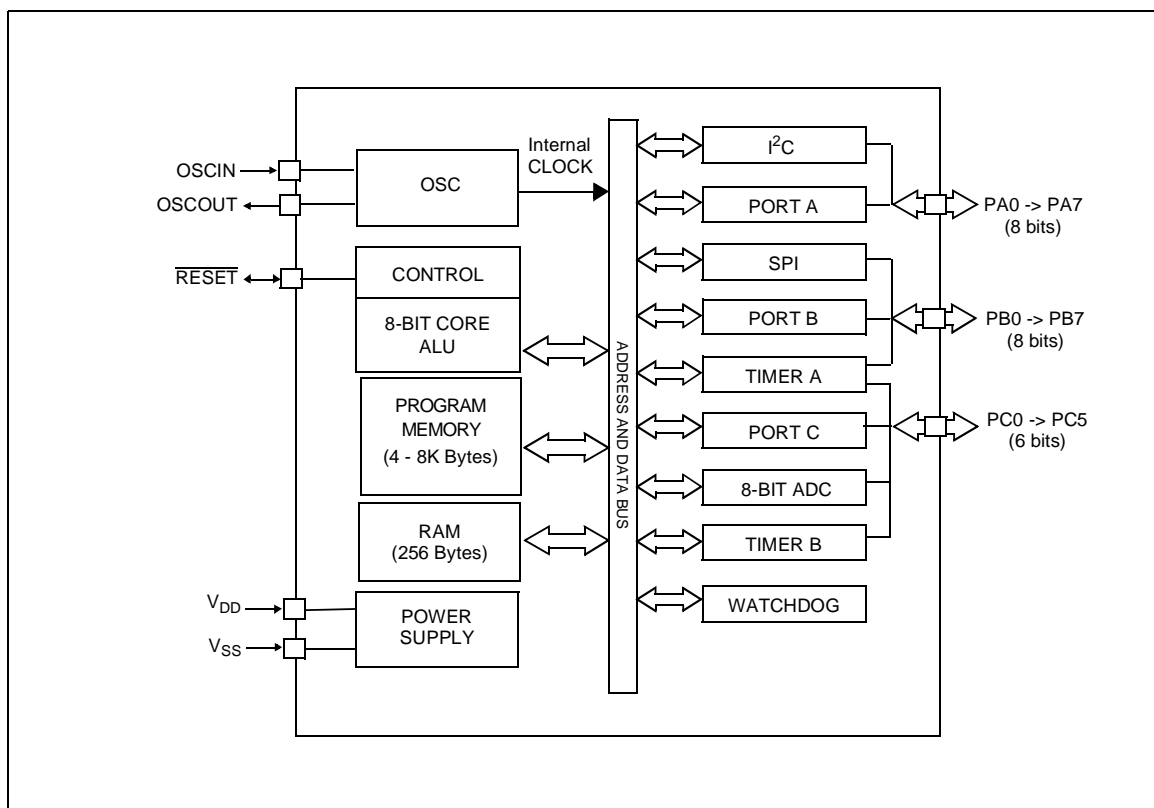 OSCIN
OSCOUT
OSC
Internal
CLOCK
RESET
CONTROL
8-BIT CORE
ALU
PROGRAM
MEMORY
(4 - 8K Bytes)
RAM
(256 Bytes)
VDD
VSS
POWER
SUPPLY
ADDRESS AND DATA BUS
I²C
PORT A
SPI
PORT B
TIMER A
PORT C
8-BIT ADC
TIMER B
WATCHDOG
PA0 -> PA7
(8 bits)
PB0 -> PB7
(8 bits)
PC0 -> PC5
(6 bits)